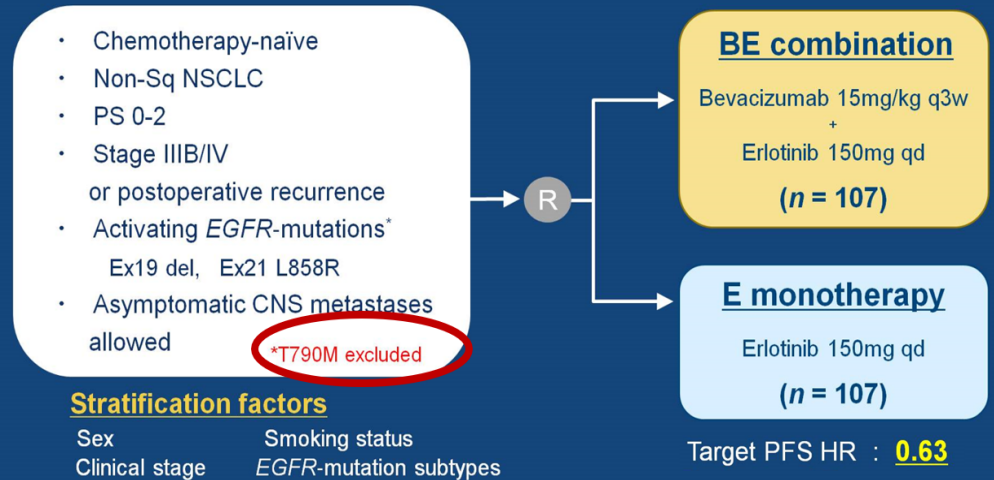 · Chemotherapy-naïve
· Non-Sq NSCLC
· PS 0-2
· Stage IIIB/IV
or postoperative recurrence
· Activating EGFR-mutations*
Ex19 del, Ex21 L858R
· Asymptomatic CNS metastases
allowed
*T790M excluded
Stratification factors
Sex Smoking status
Clinical stage EGFR-mutation subtypes
R
BE combination
Bevacizumab 15mg/kg q3w
+
Erlotinib 150mg qd
(n = 107)
E monotherapy
Erlotinib 150mg qd
(n = 107)
Target PFS HR : 0.63